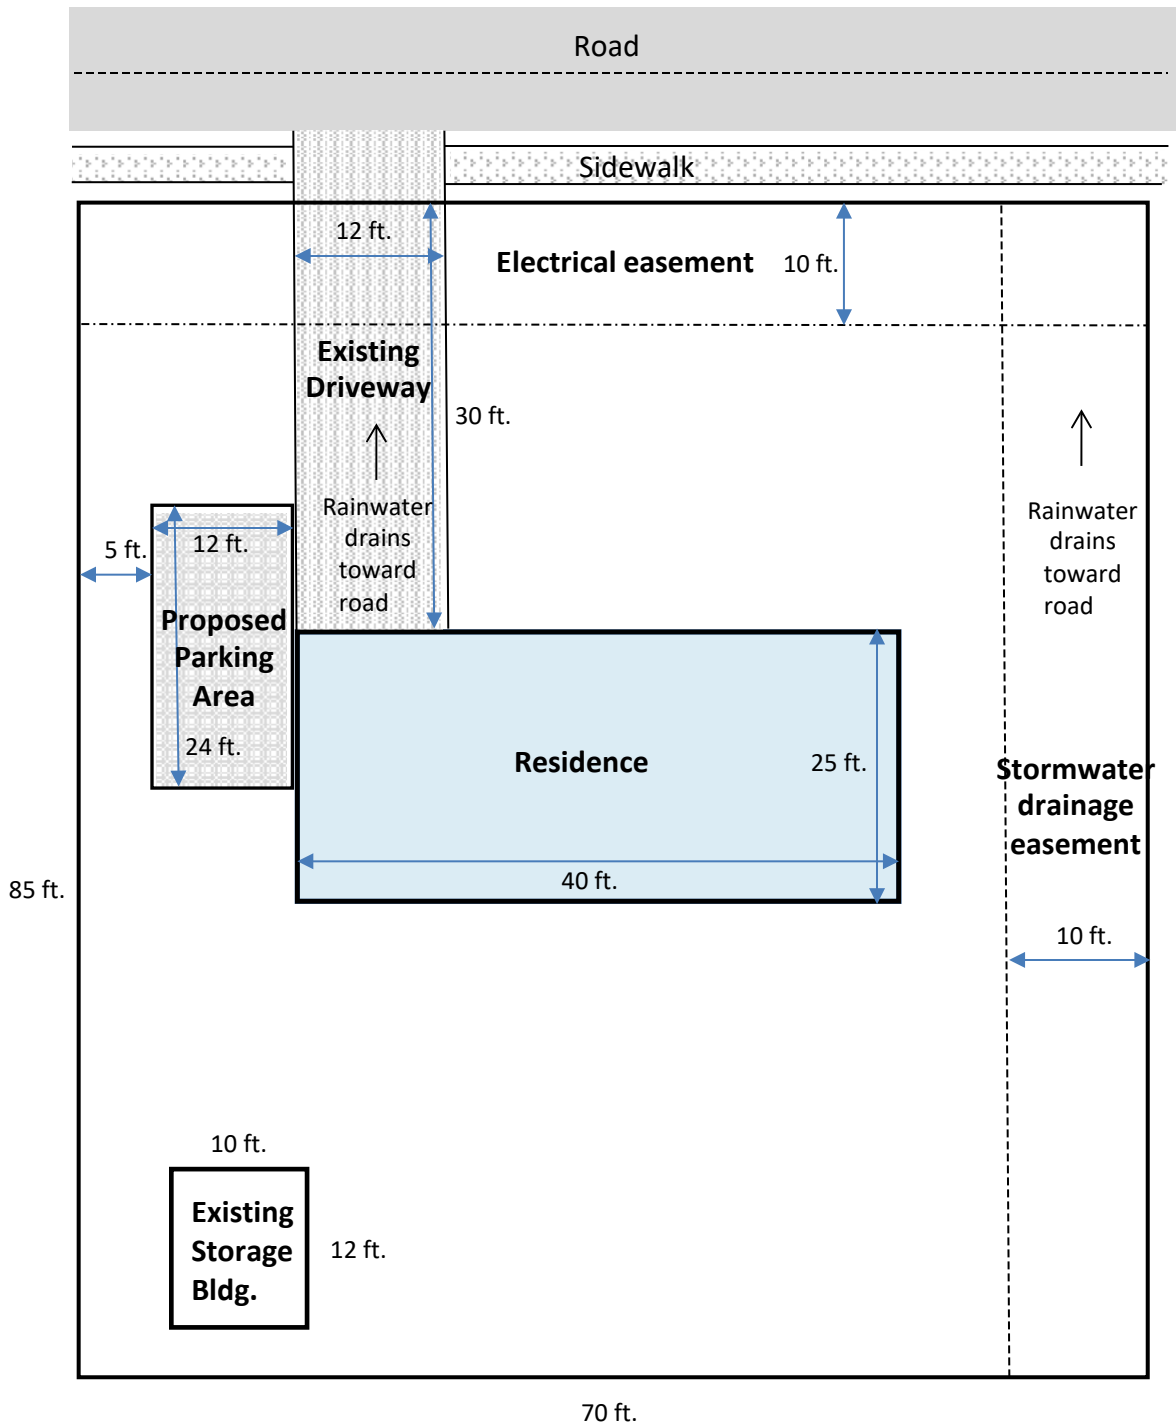 Road
Sidewalk
12 ft.
Electrical easement
10 ft.
Existing
Driveway
30 ft.
Rainwater
drains
toward
road
Rainwater
drains
toward
road
5 ft.
12 ft.
Proposed
Parking
Area
24 ft.
Residence
25 ft.
40 ft.
Stormwater
drainage
easement
85 ft.
10 ft.
10 ft.
Existing
Storage
Bldg.
12 ft.
70 ft.